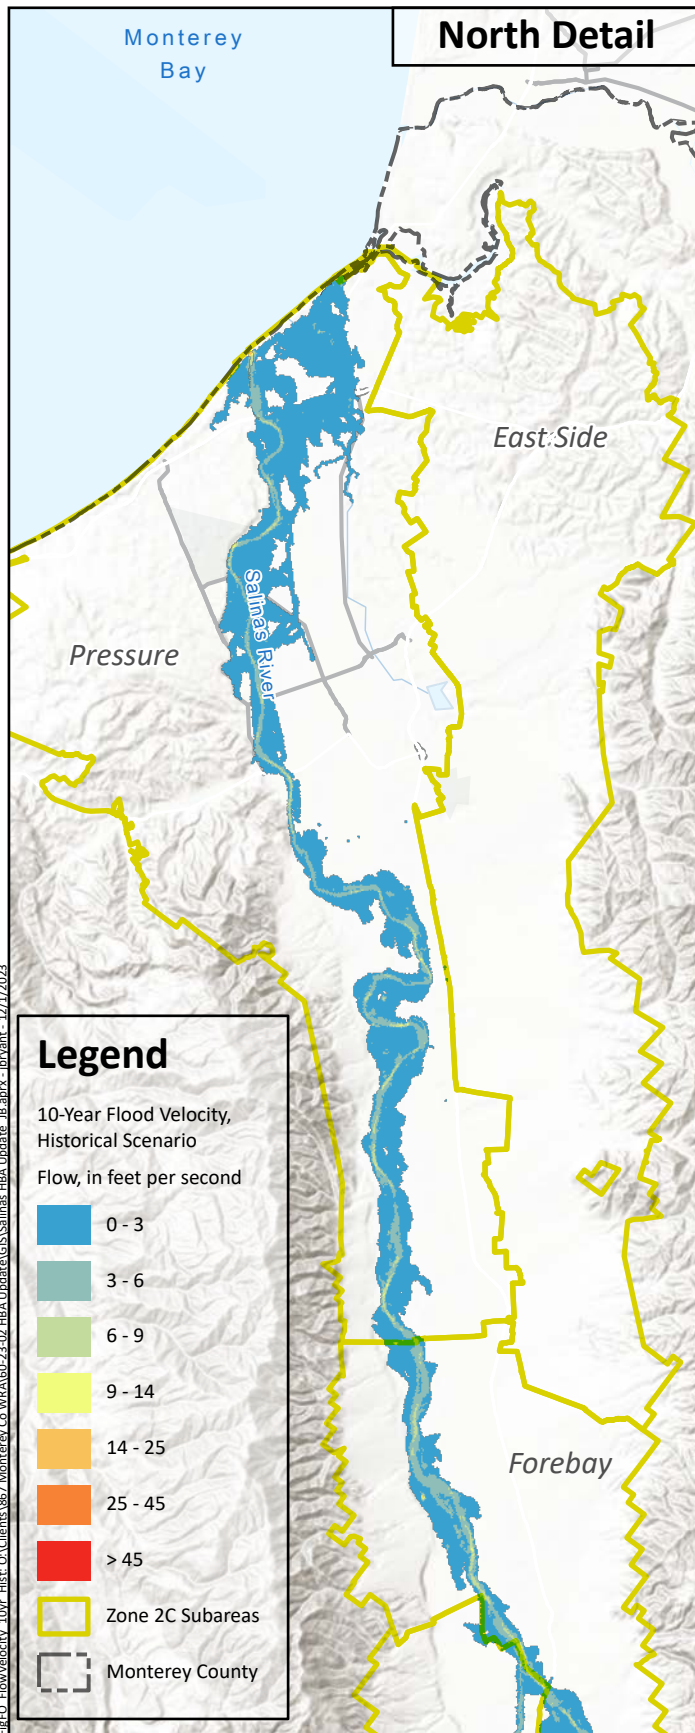 North Detail
Monterey
Bay
East Side
Salinas River
Pressure
Forebay
Legend
10-Year Flood Velocity,
Historical Scenario
Flow, in feet per second
0 - 3
3 - 6
6 - 9
9 - 14
14 - 25
25 - 45
> 45
Zone 2C Subareas
Monterey County